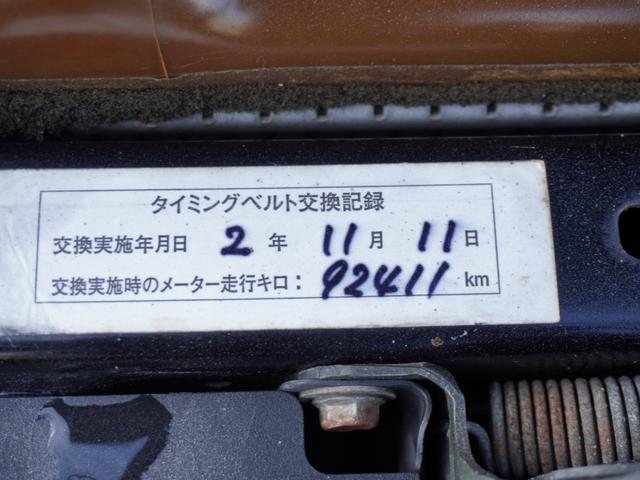 タイミングベルト交換記録
交換実施年月日 2 年 11 月 11 日
交換実施時のメーター走行キロ： 92411 km